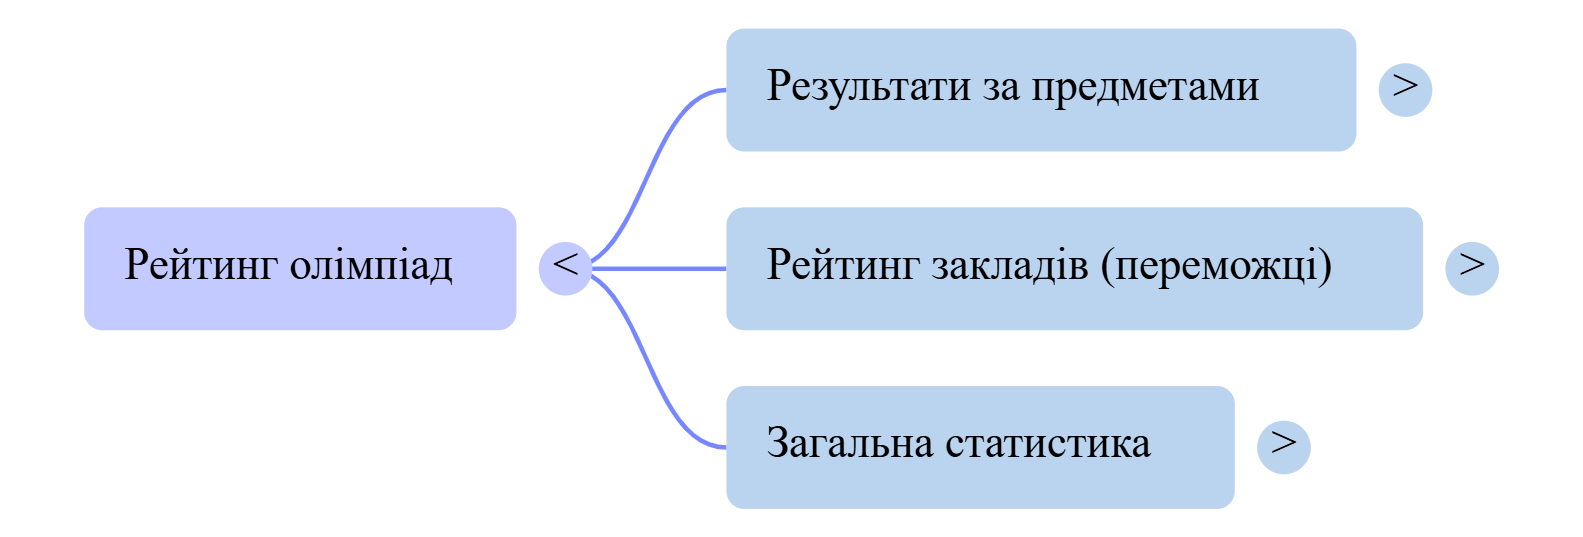 Результати за предметами >
Рейтинг олімпіад <
Рейтинг закладів (переможці) >
Загальна статистика >